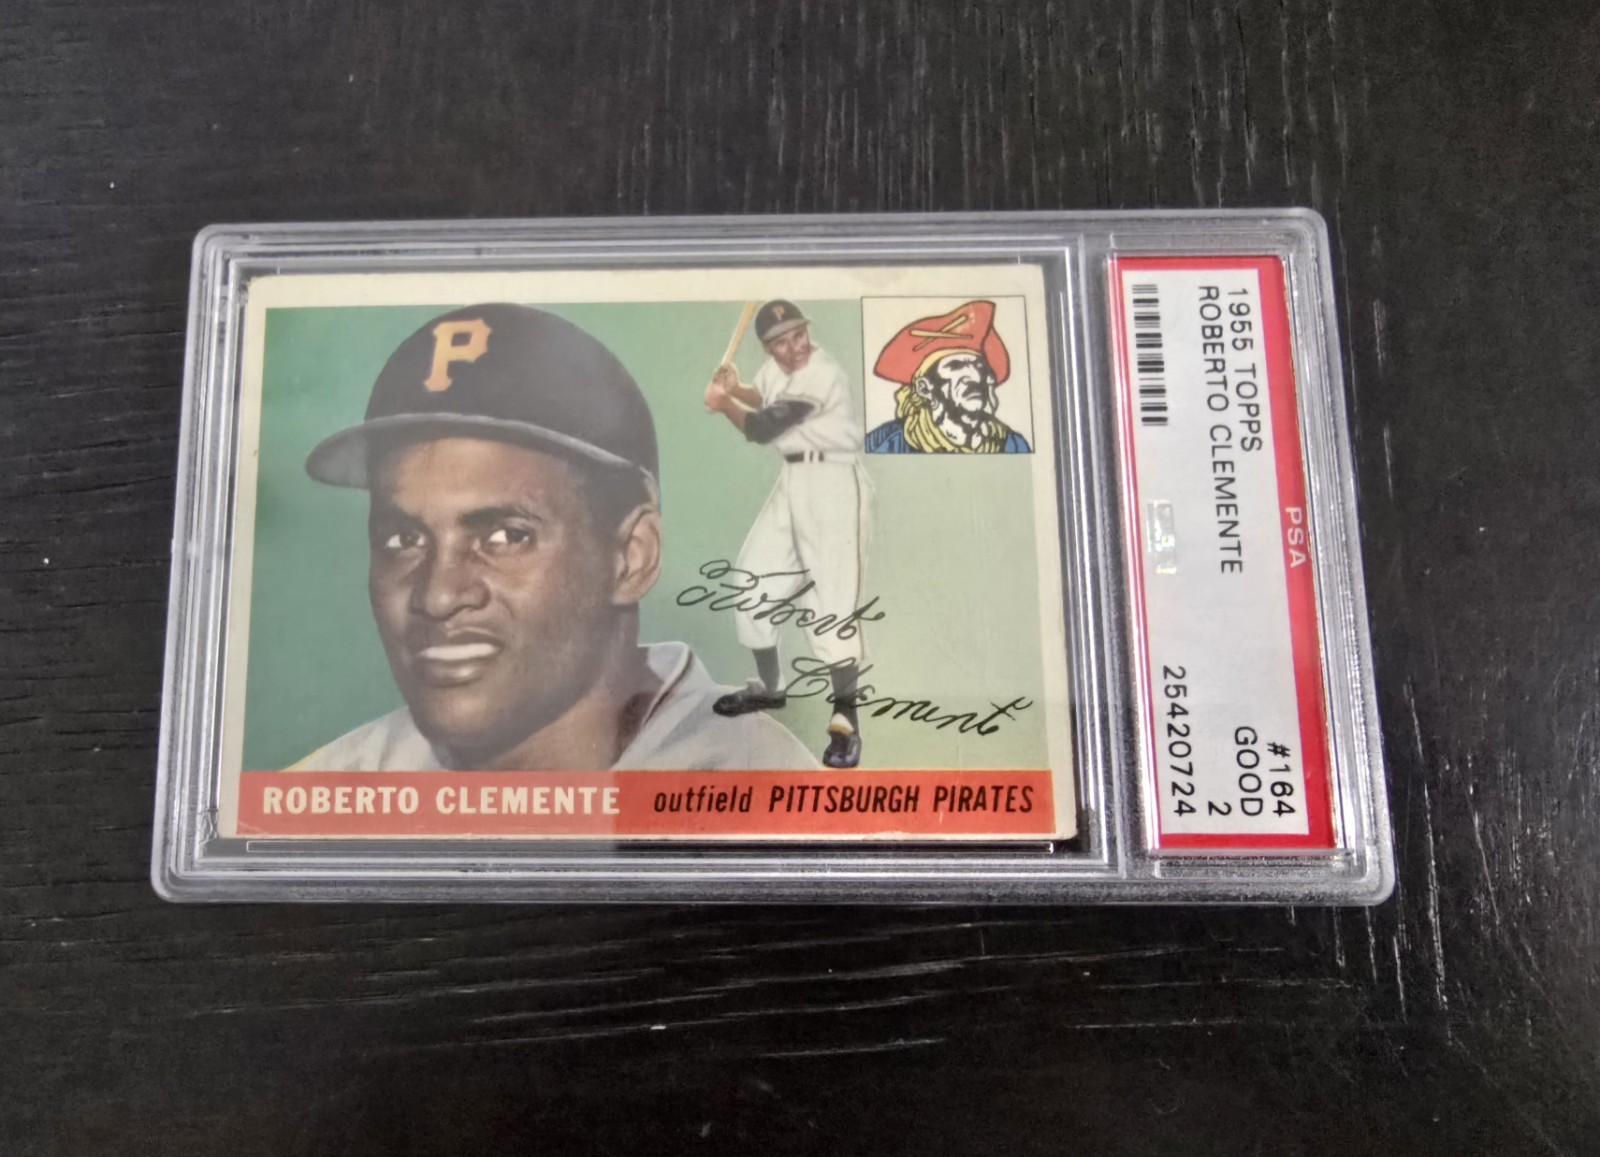 P
P
Roberto
Clemente
ROBERTO CLEMENTE outfield PITTSBURGH PIRATES
1955 TOPPS #164
ROBERTO CLEMENTE GOOD
2
25420724
PSA